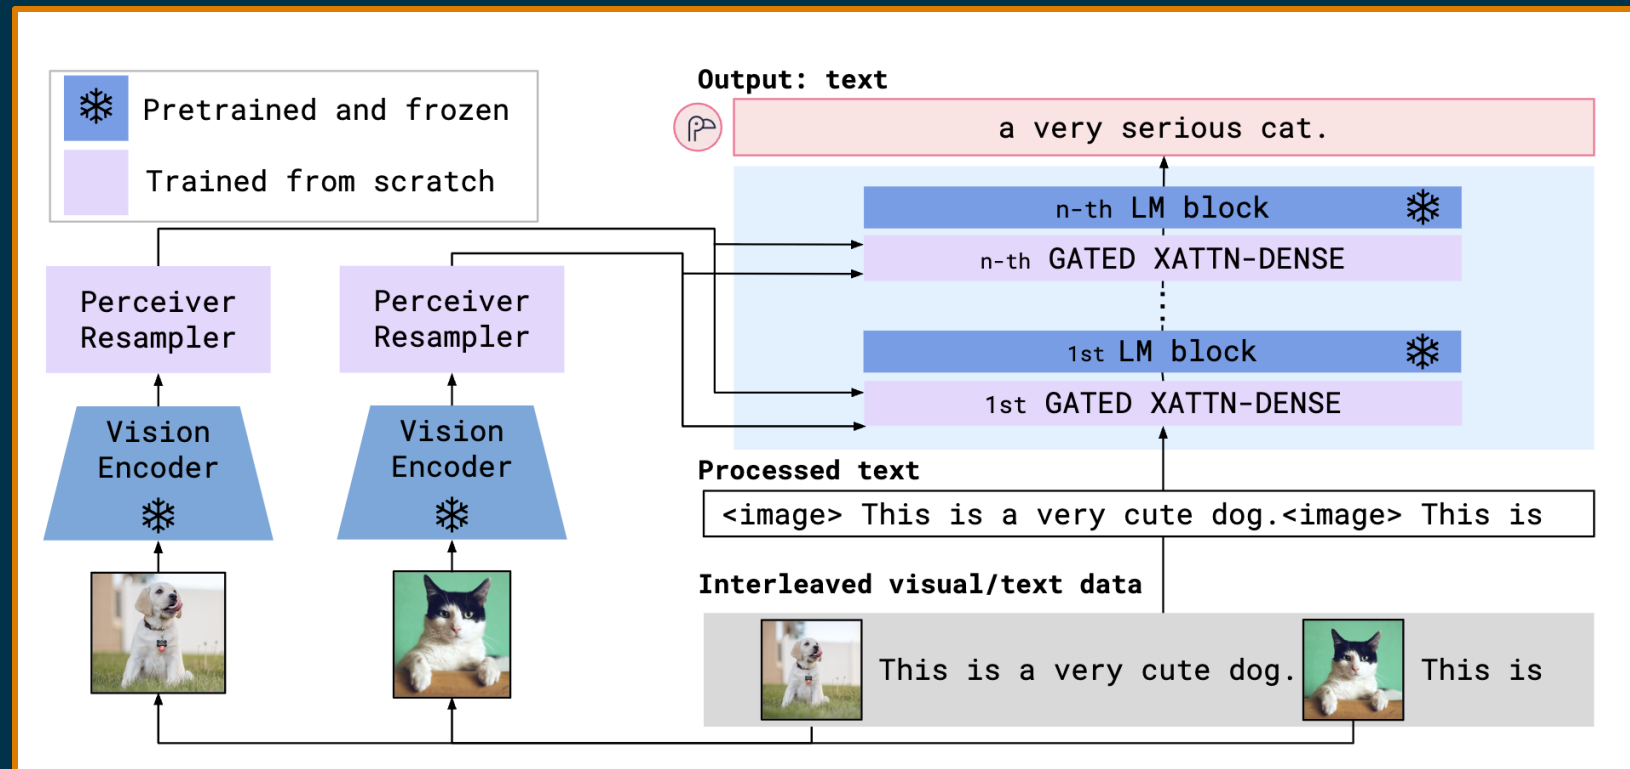 Pretrained and frozen
Trained from scratch
Perceiver
Resampler
Vision
Encoder
Perceiver
Resampler
Vision
Encoder
Output: text
a very serious cat.
n-th LM block
n-th GATED XATTN-DENSE
1st LM block
1st GATED XATTN-DENSE
Processed text
<image> This is a very cute dog.<image> This is
Interleaved visual/text data
This is a very cute dog. This is